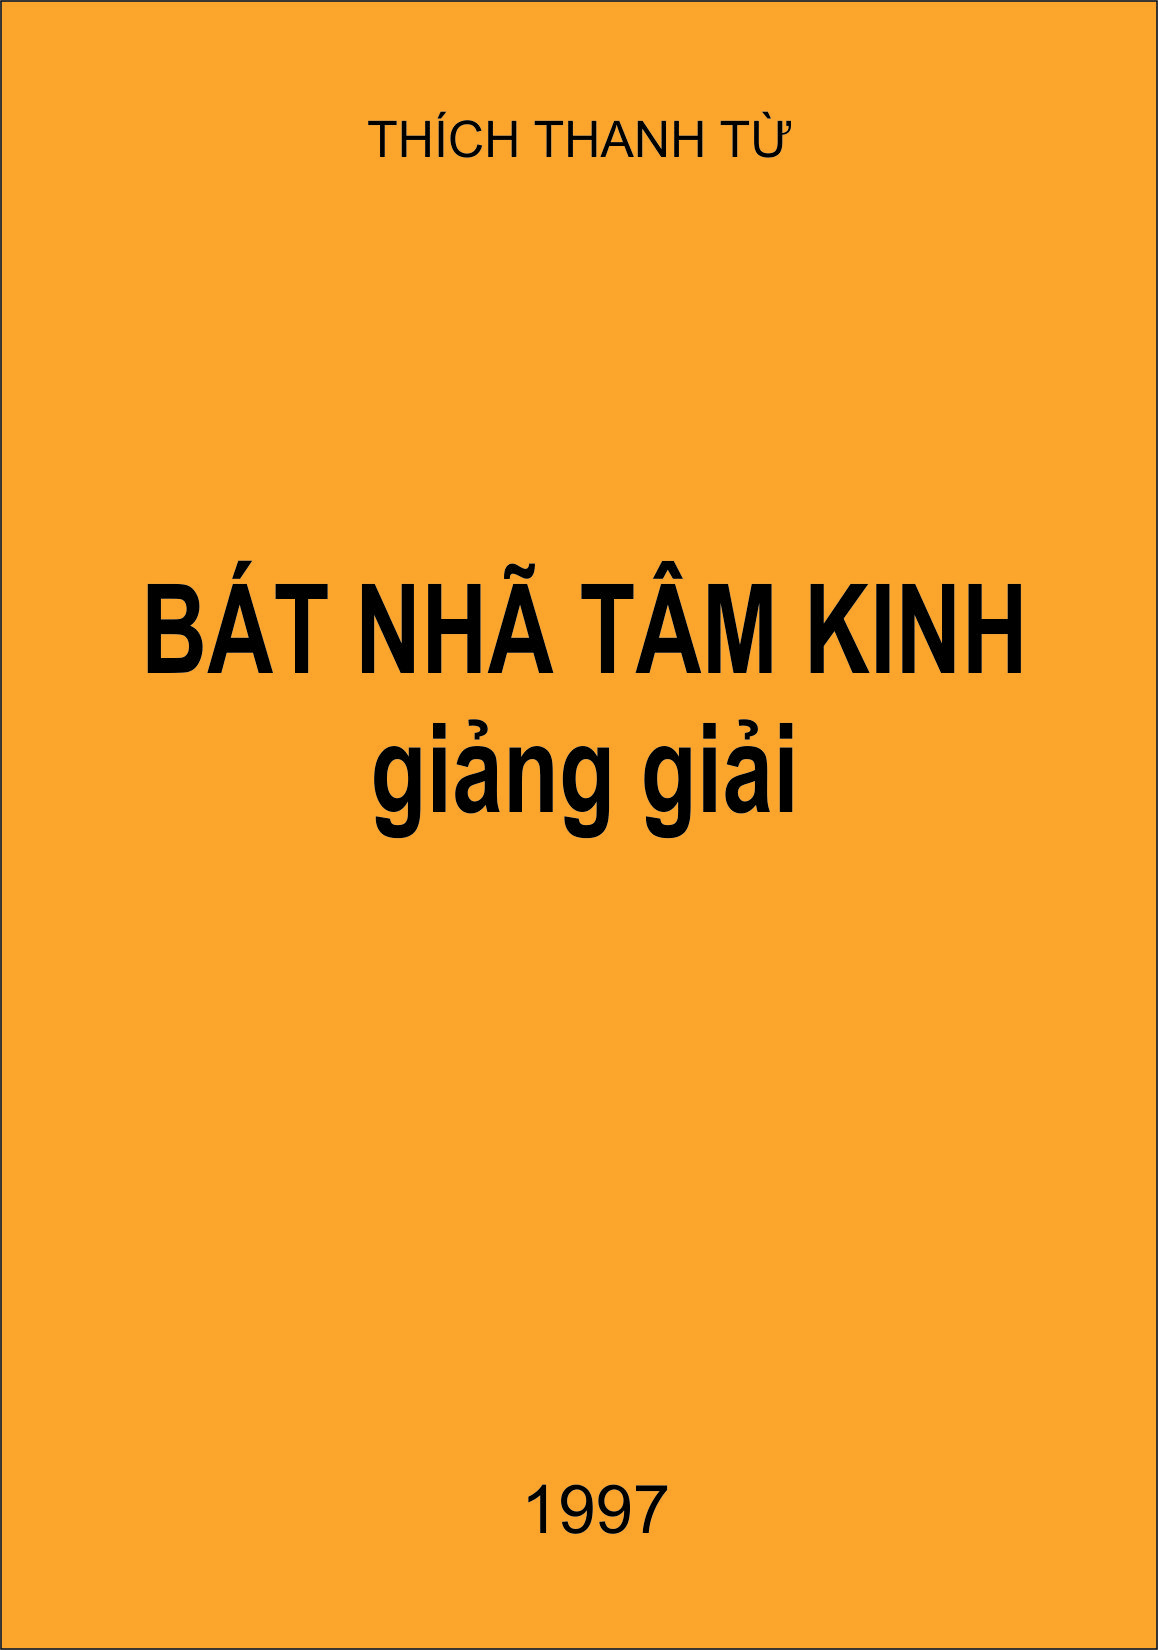 THÍCH THANH TỪ
BÁT NHÃ TÂM KINH
giảng giải
1997